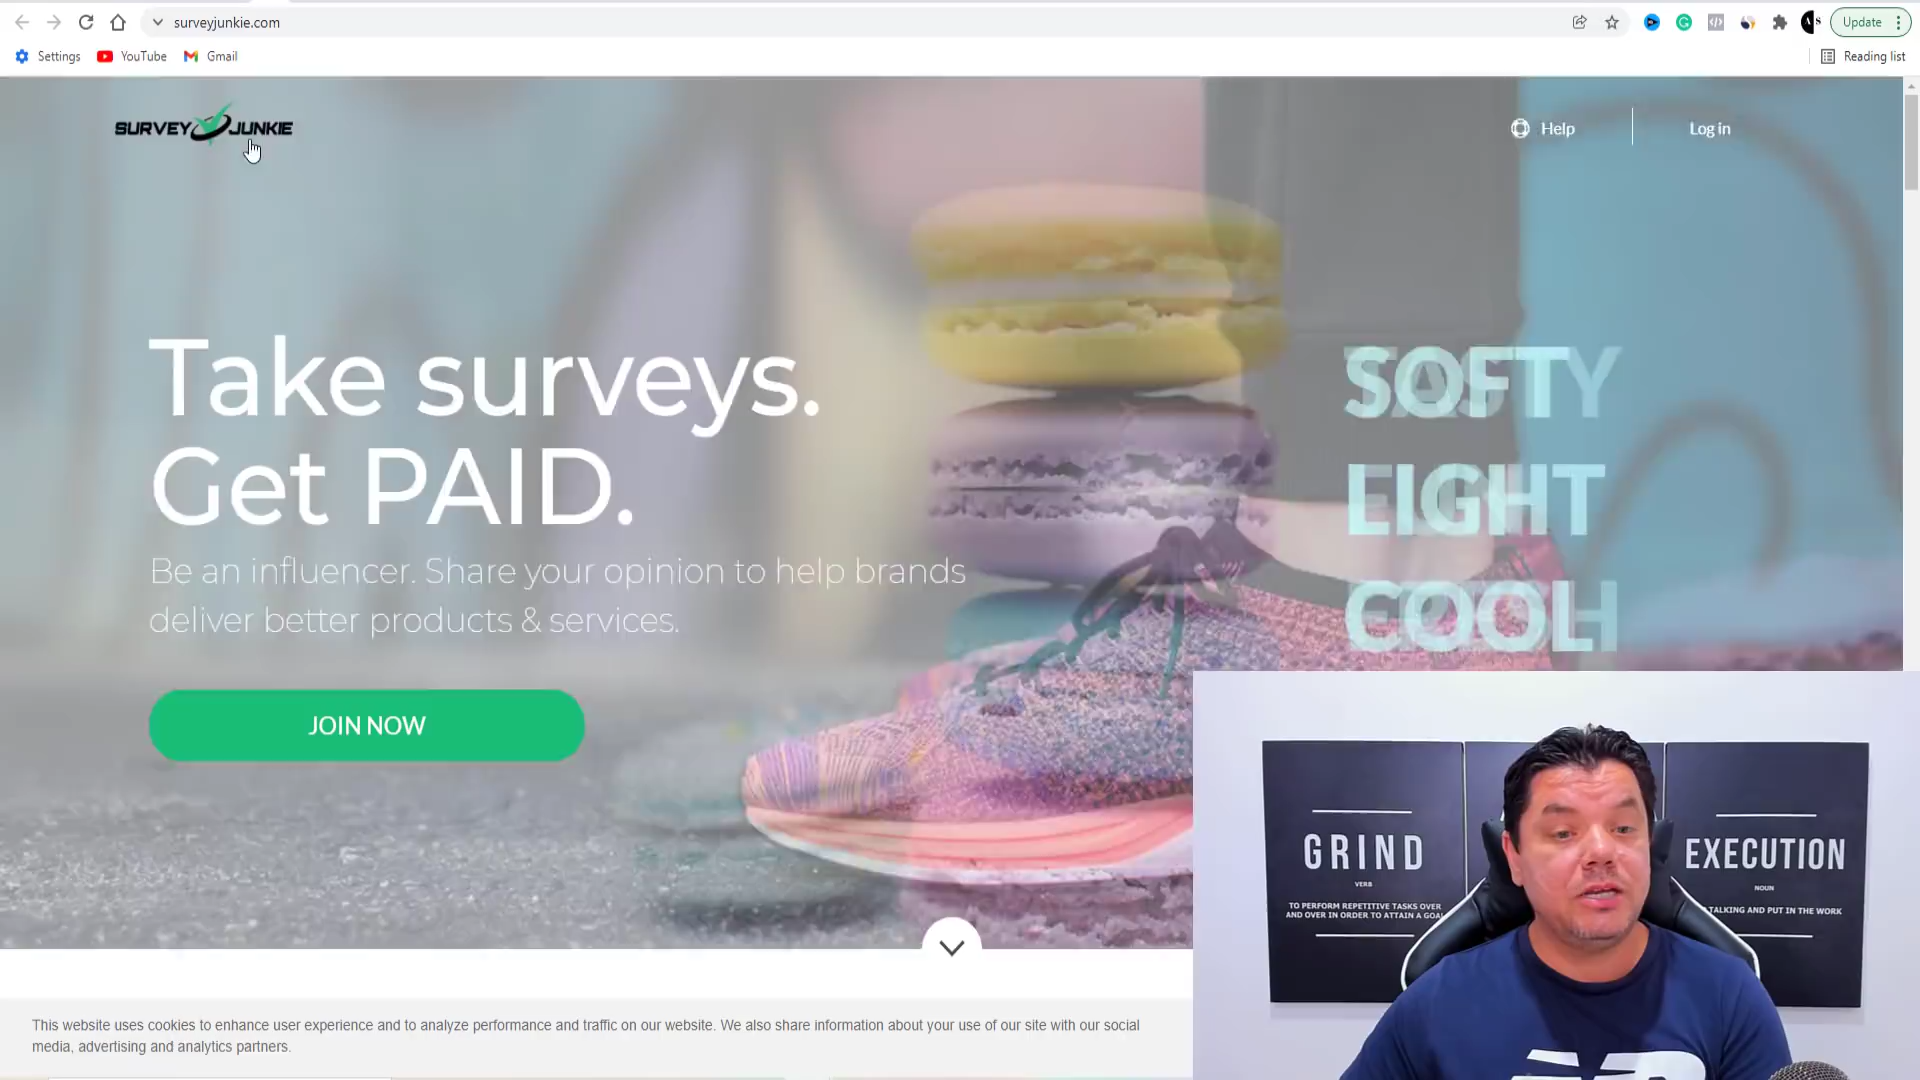 surveyjunkie.com
Update
Settings YouTube Gmail
Reading list
SURVEY JUNKIE
Help
Log in
Take surveys.
Get PAID.
Be an influencer. Share your opinion to help brands
deliver better products & services.
JOIN NOW
SOFT
LIGHT
COOL
GRIND
VERB
TO PERFORM REPETITIVE TASKS OVER
AND OVER IN ORDER TO ATTAIN A GOAL
EXECUTION
NOUN
TALKING AND PUT IN THE WORK
This website uses cookies to enhance user experience and to analyze performance and traffic on our website. We also share information about your use of our site with our social
media, advertising and analytics partners.